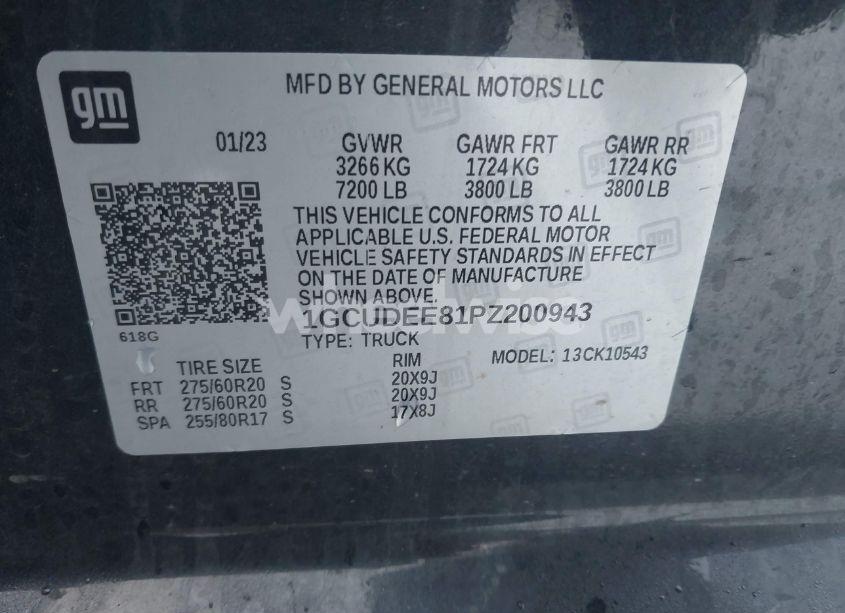 gm
MFD BY GENERAL MOTORS LLC
01/23 GVWR GAWR FRT GAWR RR
3266 KG 1724 KG 1724 KG
7200 LB 3800 LB 3800 LB
THIS VEHICLE CONFORMS TO ALL
APPLICABLE U.S. FEDERAL MOTOR
VEHICLE SAFETY STANDARDS IN EFFECT
ON THE DATE OF MANUFACTURE
SHOWN ABOVE.
1GCUDEE81PZ200943
618G
TYPE: TRUCK
TIRE SIZE RIM MODEL: 13CK10543
FRT 275/60R20 S 20X9J
RR 275/60R20 S 20X9J
SPA 255/80R17 S 17X8J